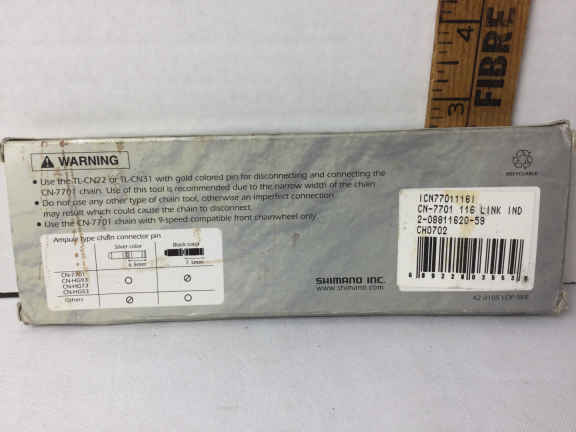 FIBRE
3
4
WARNING
• Use the TL-CN22 or TL-CN31 with gold colored pin for disconnecting and connecting the
CN-7701 chain. Use of this tool is recommended due to the narrow width of the chain.
• Do not use any other type of chain tool, otherwise an imperfect connection
may result which could cause the chain to disconnect.
• Use the CN-7701 chain with 9-speed compatible front chainwheel only.
Ampule type chain connector pin
Silver color
Black color
6.5mm
7.1mm
CN-7701
CN-HG93
CN-HG73
CN-HG53
Others
RECYCLABLE
ICN7701116I
CN-7701 116 LINK IND
2-08811620-59
CH0702
SHIMANO INC.
www.shimano.com